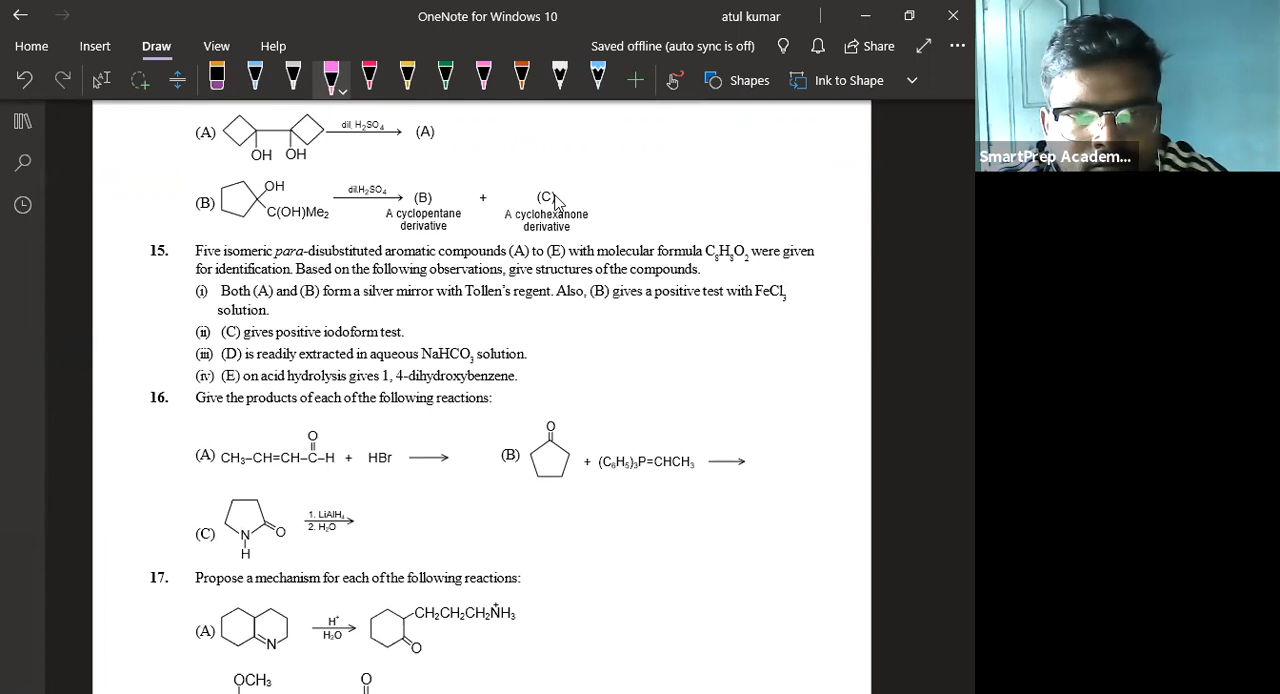 OneNote for Windows 10
atul kumar
Home Insert Draw View Help
Saved offline (auto sync is off)
Share
Shapes
Ink to Shape
SmartPrep Academ...
(A) OH OH dil. H2SO4 (A)
(B) OH C(OH)Me2 dil.H2SO4 (B) + (C)
A cyclopentane derivative
A cyclohexanone derivative
15. Five isomeric para-disubstituted aromatic compounds (A) to (E) with molecular formula C8H8O2 were given
for identification. Based on the following observations, give structures of the compounds.
(i) Both (A) and (B) form a silver mirror with Tollen's regent. Also, (B) gives a positive test with FeCl3
solution.
(ii) (C) gives positive iodoform test.
(iii) (D) is readily extracted in aqueous NaHCO3 solution.
(iv) (E) on acid hydrolysis gives 1, 4-dihydroxybenzene.
16. Give the products of each of the following reactions:
(A) CH3–CH=CH–C–H + HBr
O
(B) O + (C6H5)3P=CHCH3
(C) N H O 1. LiAlH4 2. H2O
17. Propose a mechanism for each of the following reactions:
(A) N H+ H2O CH2CH2CH2N+H3 O
OCH3 O